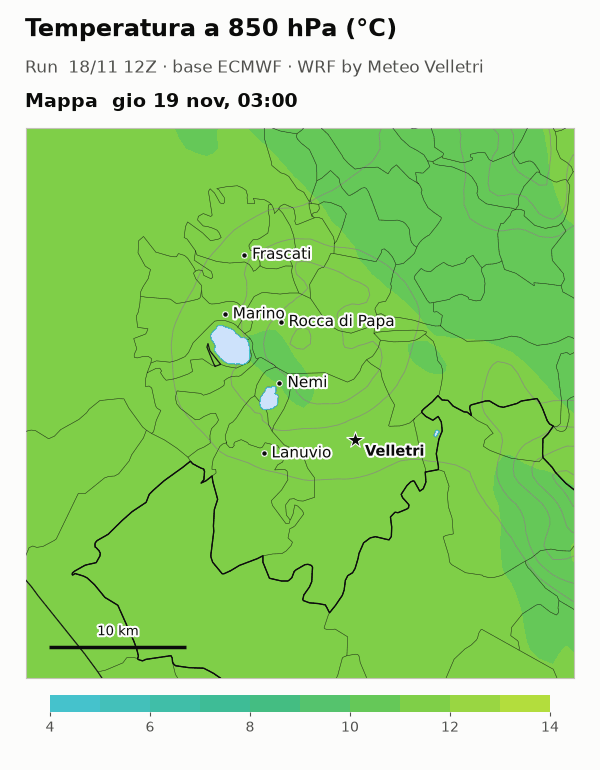 Temperatura a 850 hPa (°C)
Run  18/11 12Z · base ECMWF · WRF by Meteo Velletri
Mappa  gio 19 nov, 03:00
Frascati
Marino
Rocca di Papa
Nemi
Velletri
Lanuvio
10 km
4 6 8 10 12 14